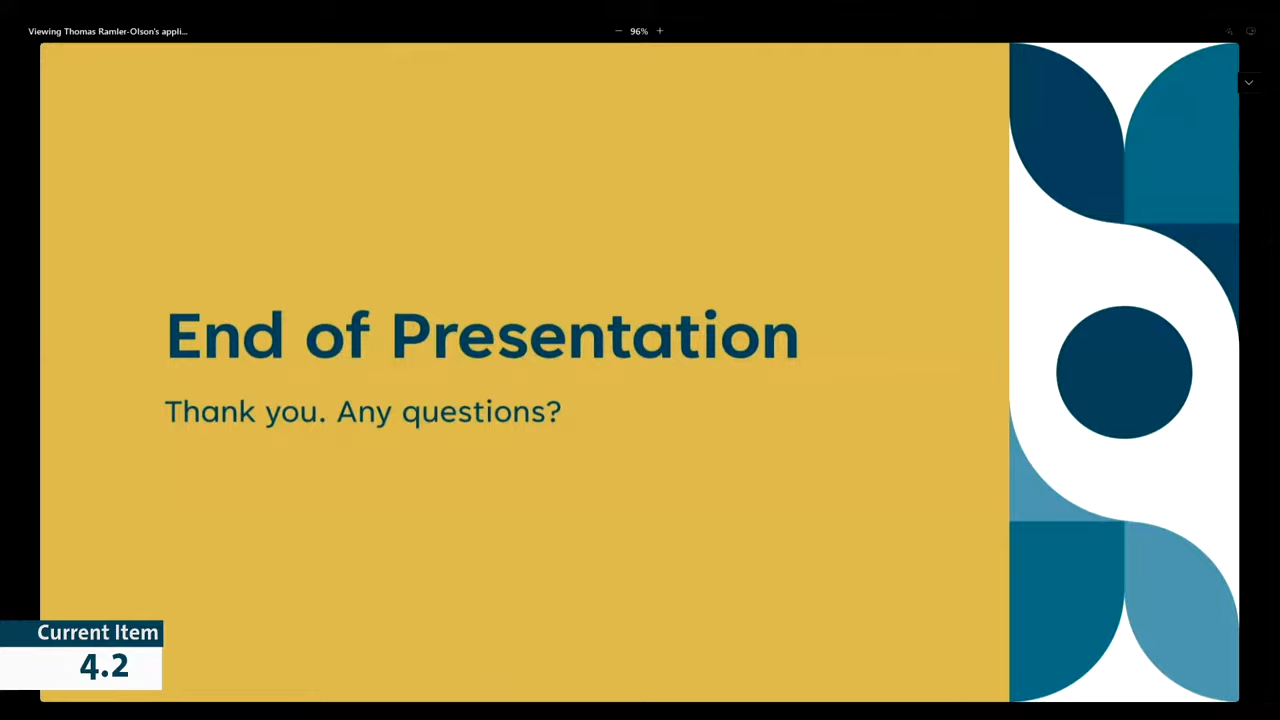 Viewing Thomas Ramler-Olson's appli...
96%
End of Presentation
Thank you. Any questions?
Current Item
4.2